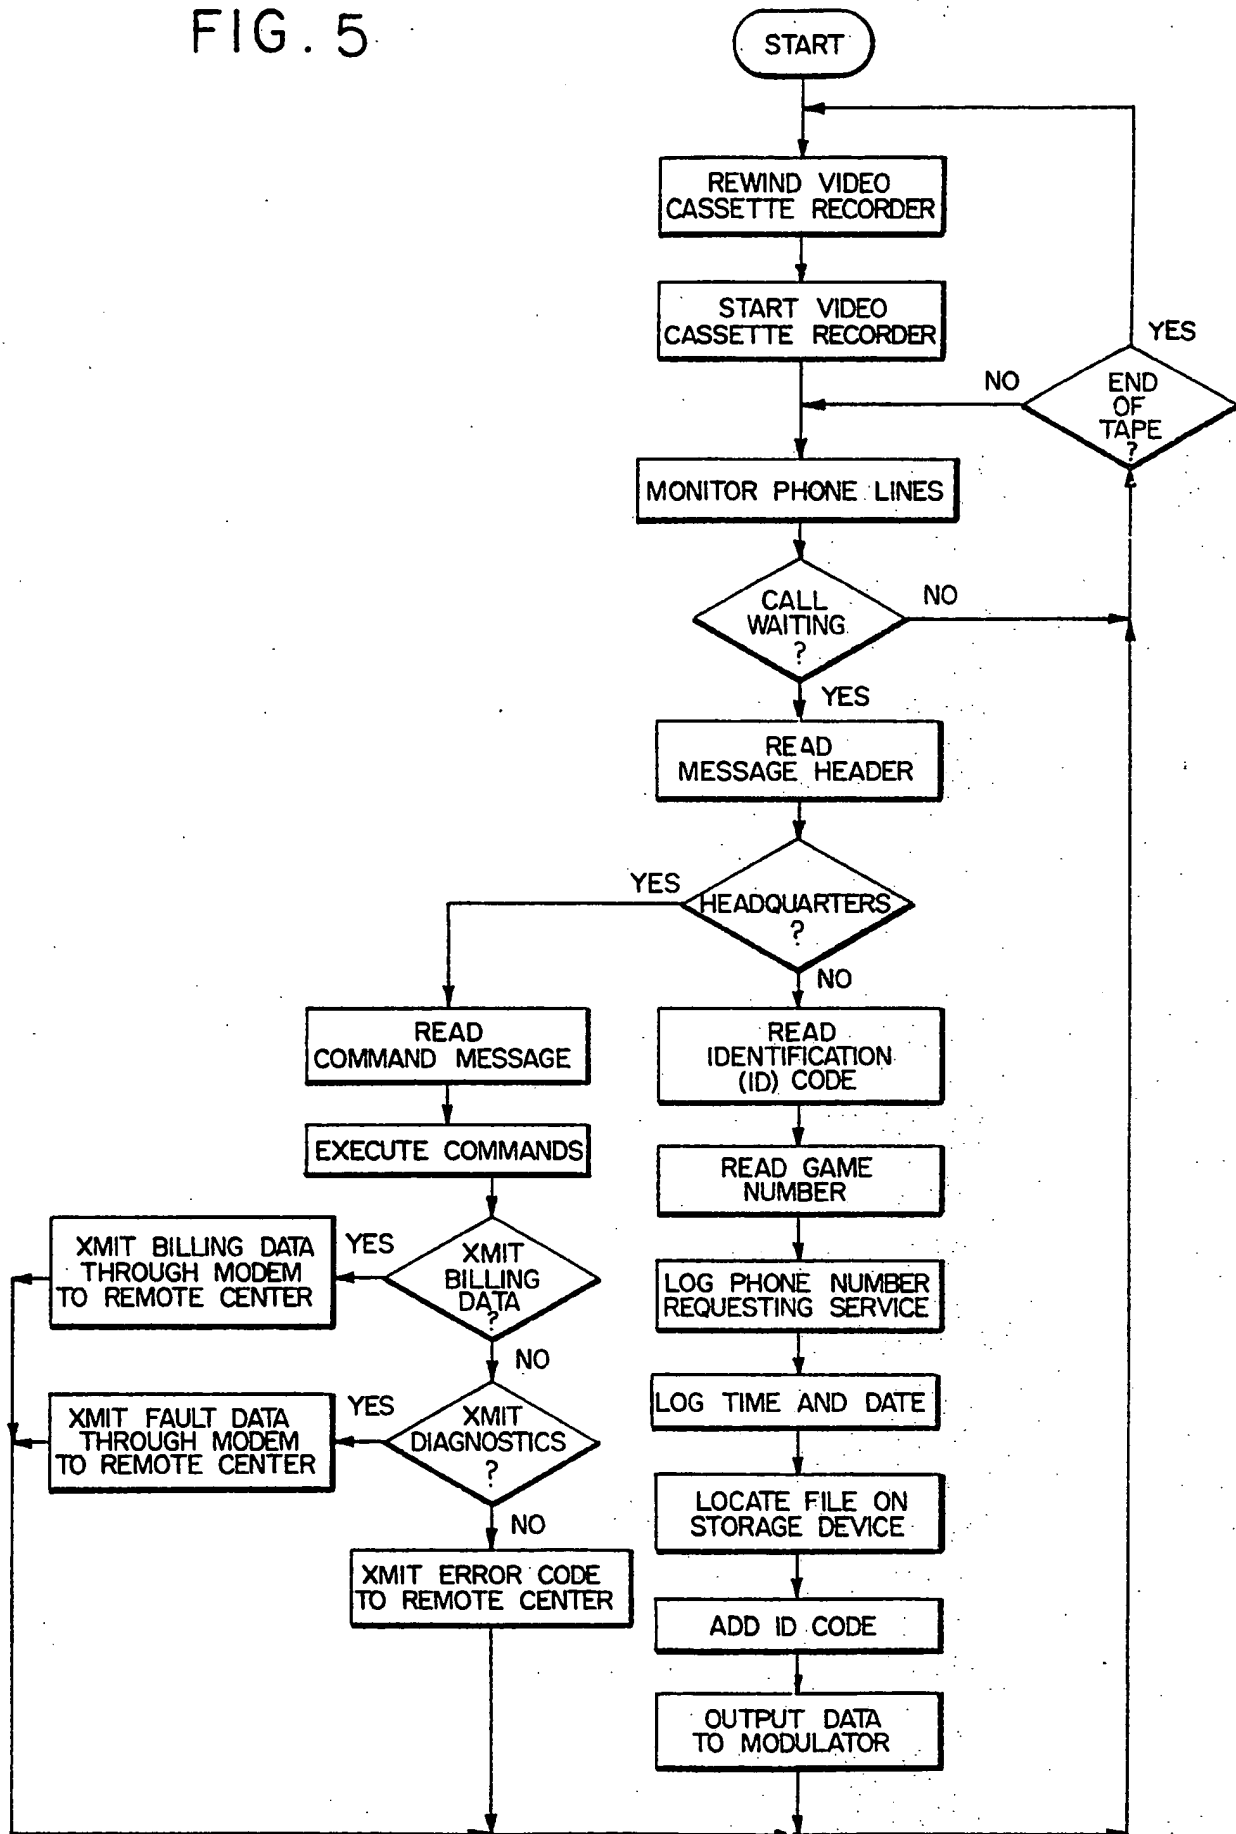 FIG. 5
START
REWIND VIDEO
CASSETTE RECORDER
START VIDEO
CASSETTE RECORDER
YES
NO
END
OF
TAPE
?
MONITOR PHONE LINES
CALL
WAITING
?
NO
YES
READ
MESSAGE HEADER
YES
HEADQUARTERS
?
NO
READ
COMMAND MESSAGE
READ
IDENTIFICATION
(ID) CODE
EXECUTE COMMANDS
READ GAME
NUMBER
XMIT BILLING DATA
THROUGH MODEM
TO REMOTE CENTER
YES
XMIT
BILLING
DATA
?
LOG PHONE NUMBER
REQUESTING SERVICE
NO
XMIT FAULT DATA
THROUGH MODEM
TO REMOTE CENTER
YES
XMIT
DIAGNOSTICS
?
LOG TIME AND DATE
NO
LOCATE FILE ON
STORAGE DEVICE
XMIT ERROR CODE
TO REMOTE CENTER
ADD ID CODE
OUTPUT DATA
TO MODULATOR